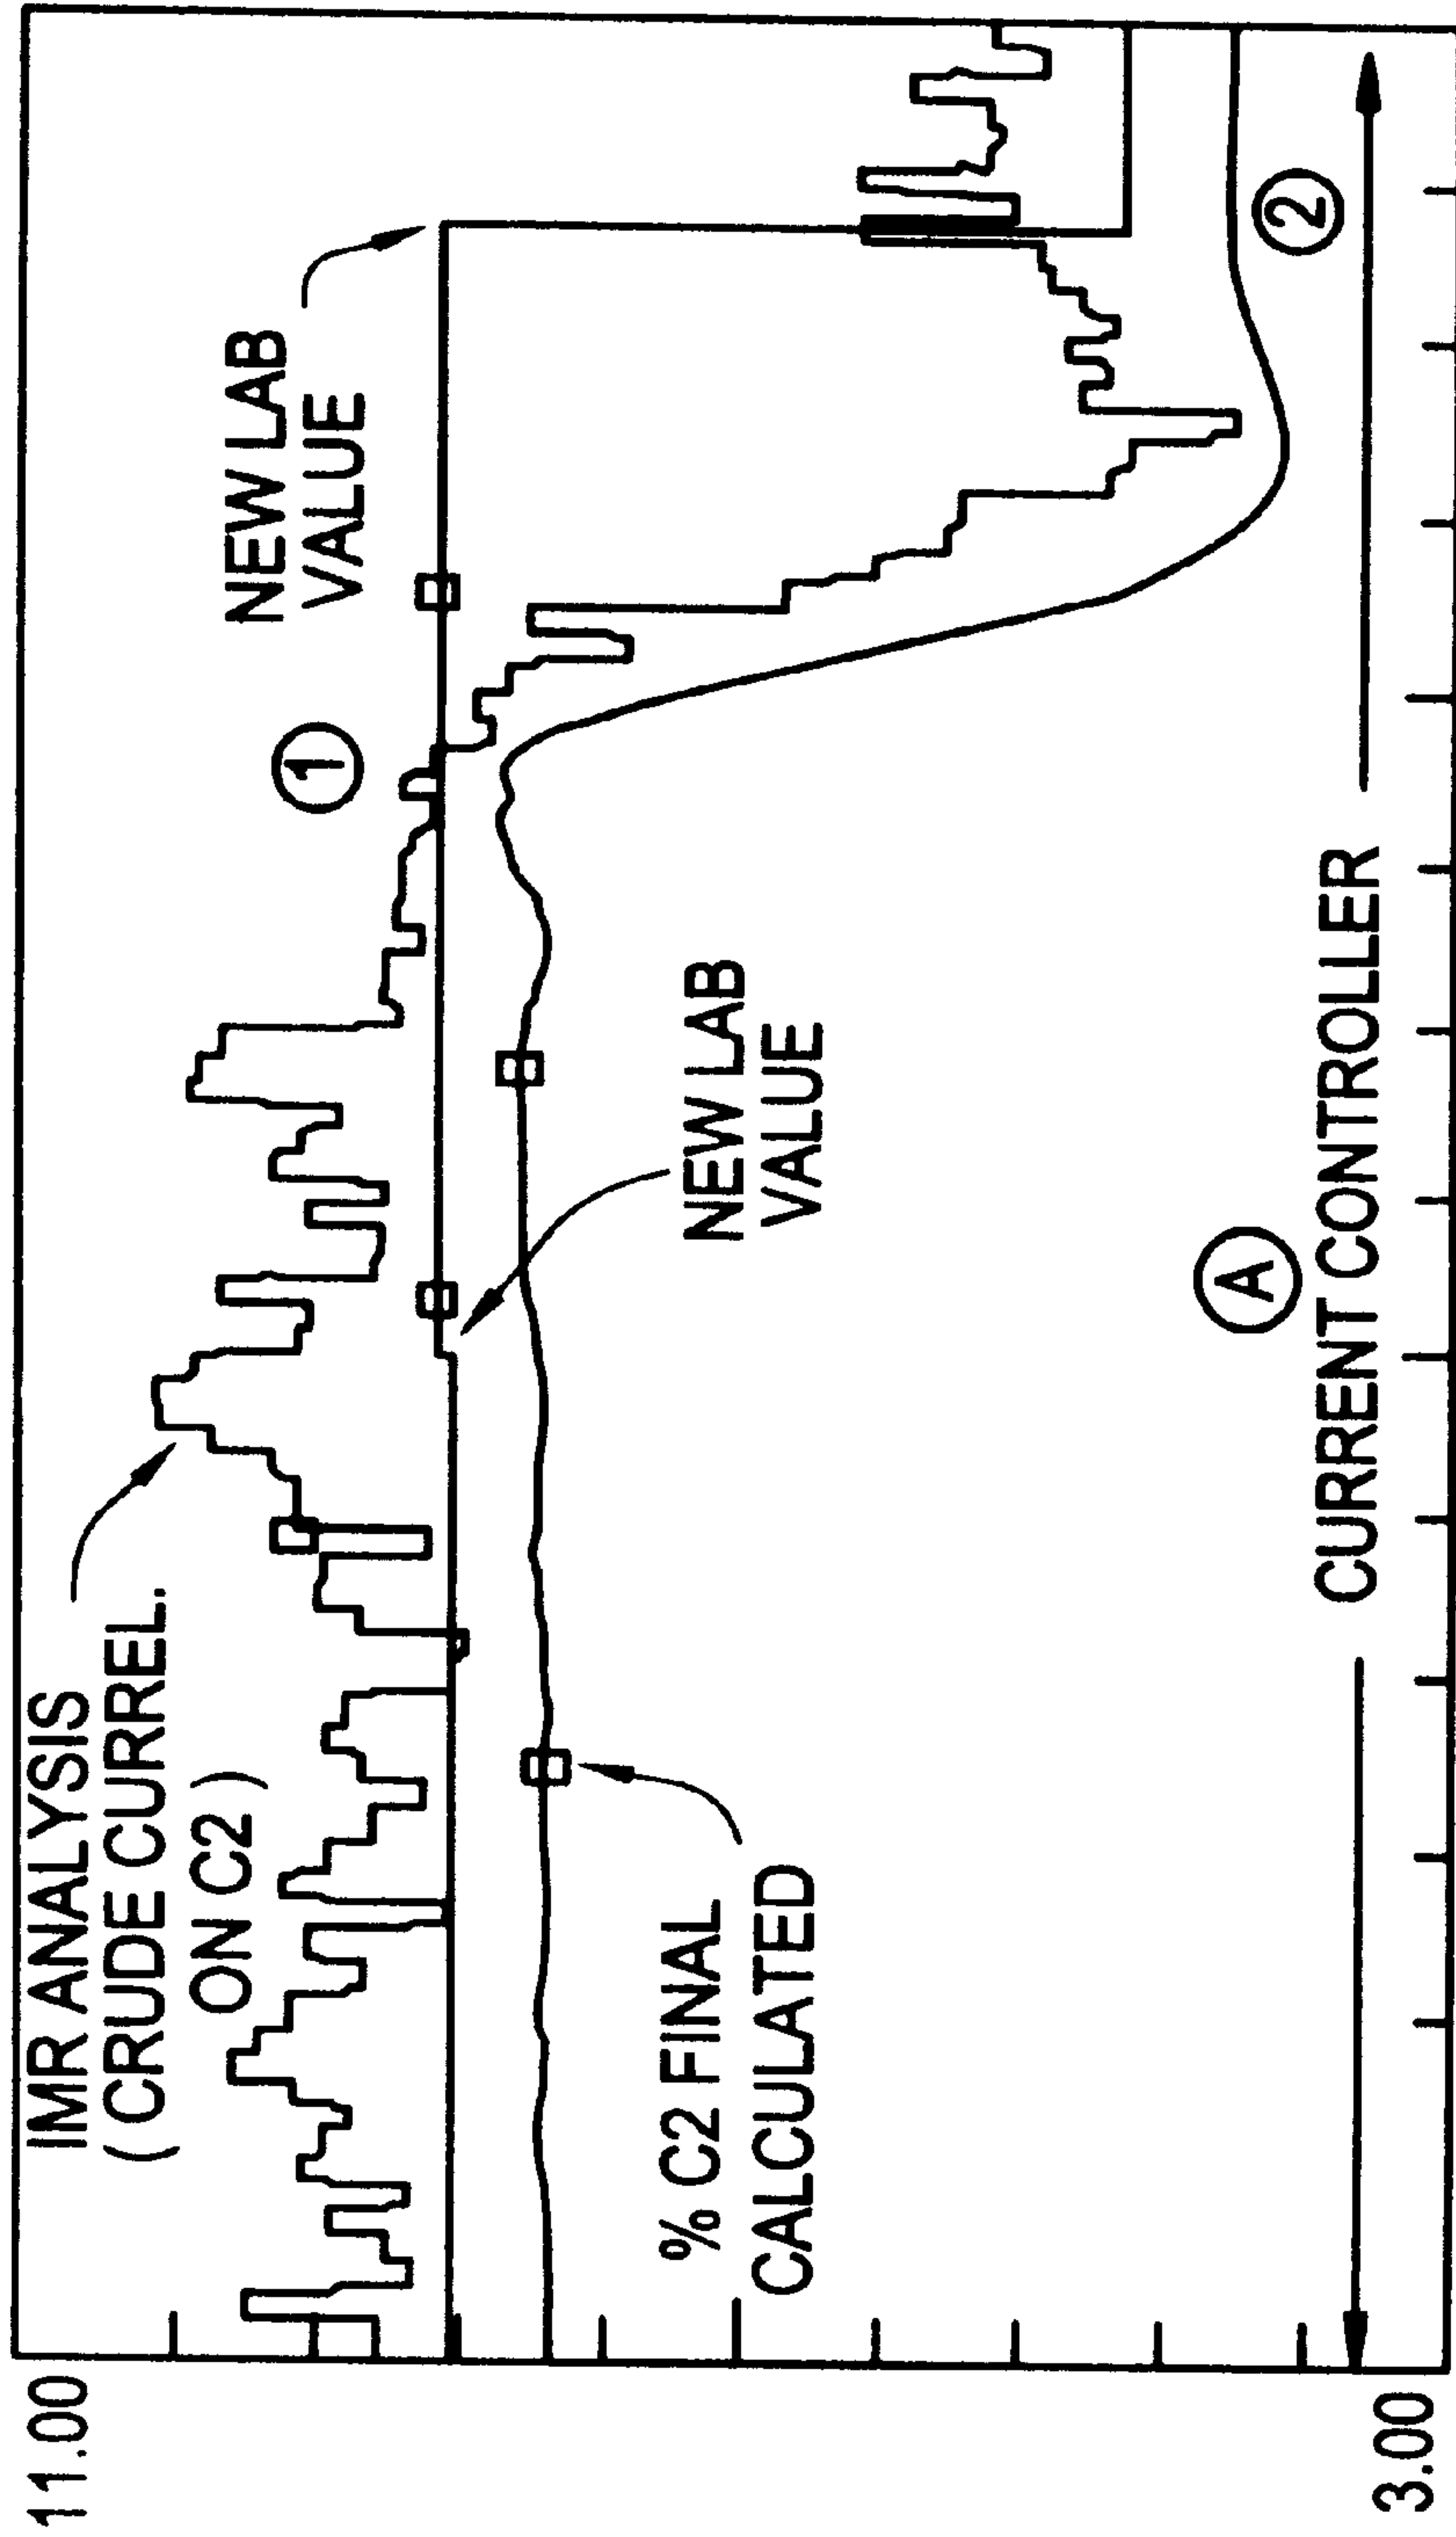 11.00
IMR ANALYSIS
( CRUDE CURREL.
ON C2 )
NEW LAB
VALUE
1
NEW LAB
VALUE
% C2 FINAL
CALCULATED
2
A
CURRENT CONTROLLER
3.00